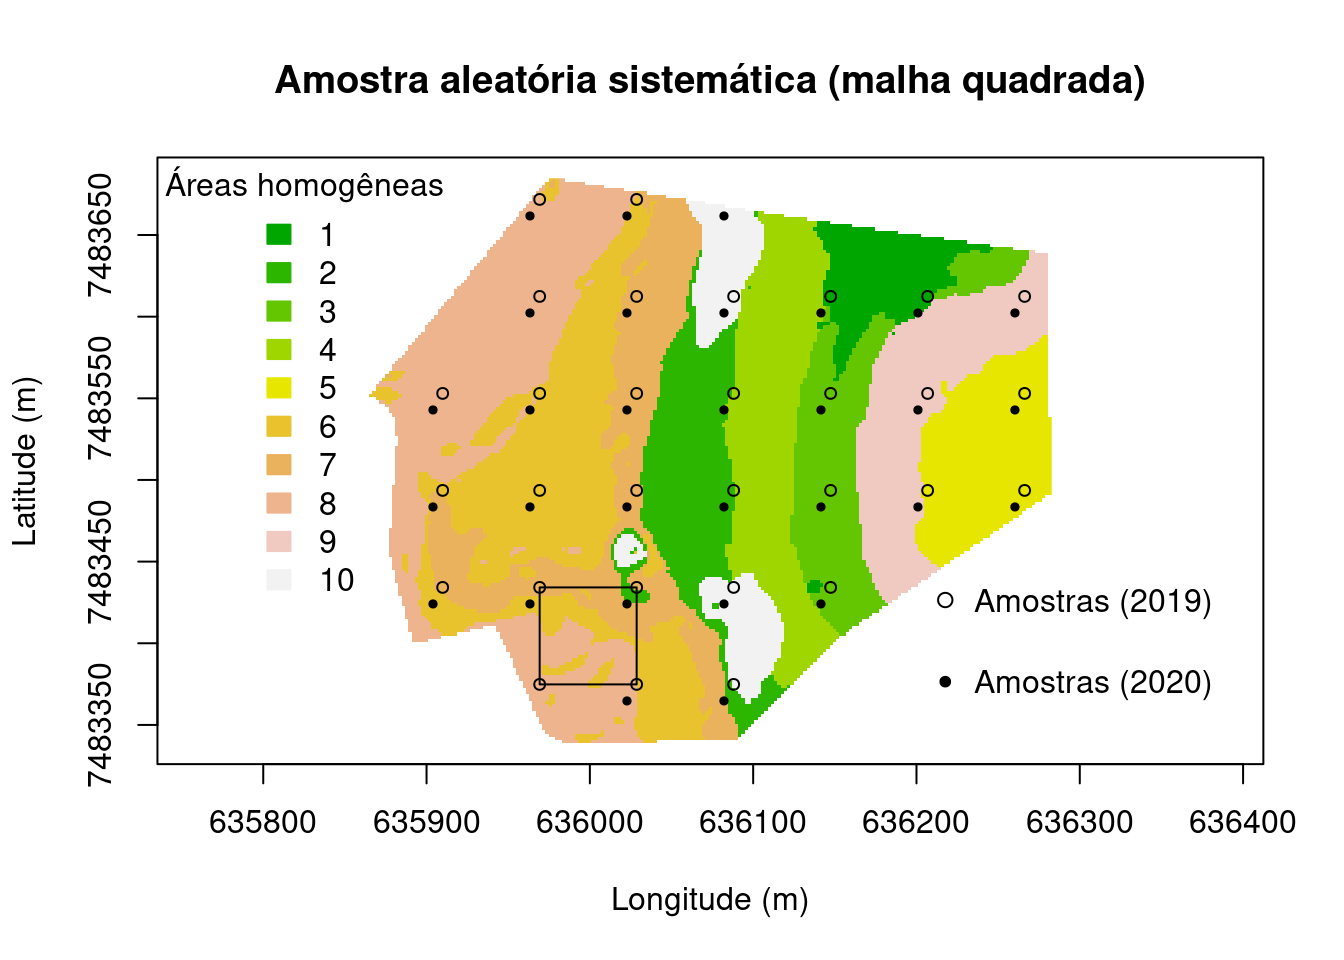 Amostra aleatória sistemática (malha quadrada)
Áreas homogêneas
1
2
3
4
5
6
7
8
9
10
Amostras (2019)
Amostras (2020)
Latitude (m)
7483650
7483550
7483450
7483350
635800 635900 636000 636100 636200 636300 636400
Longitude (m)